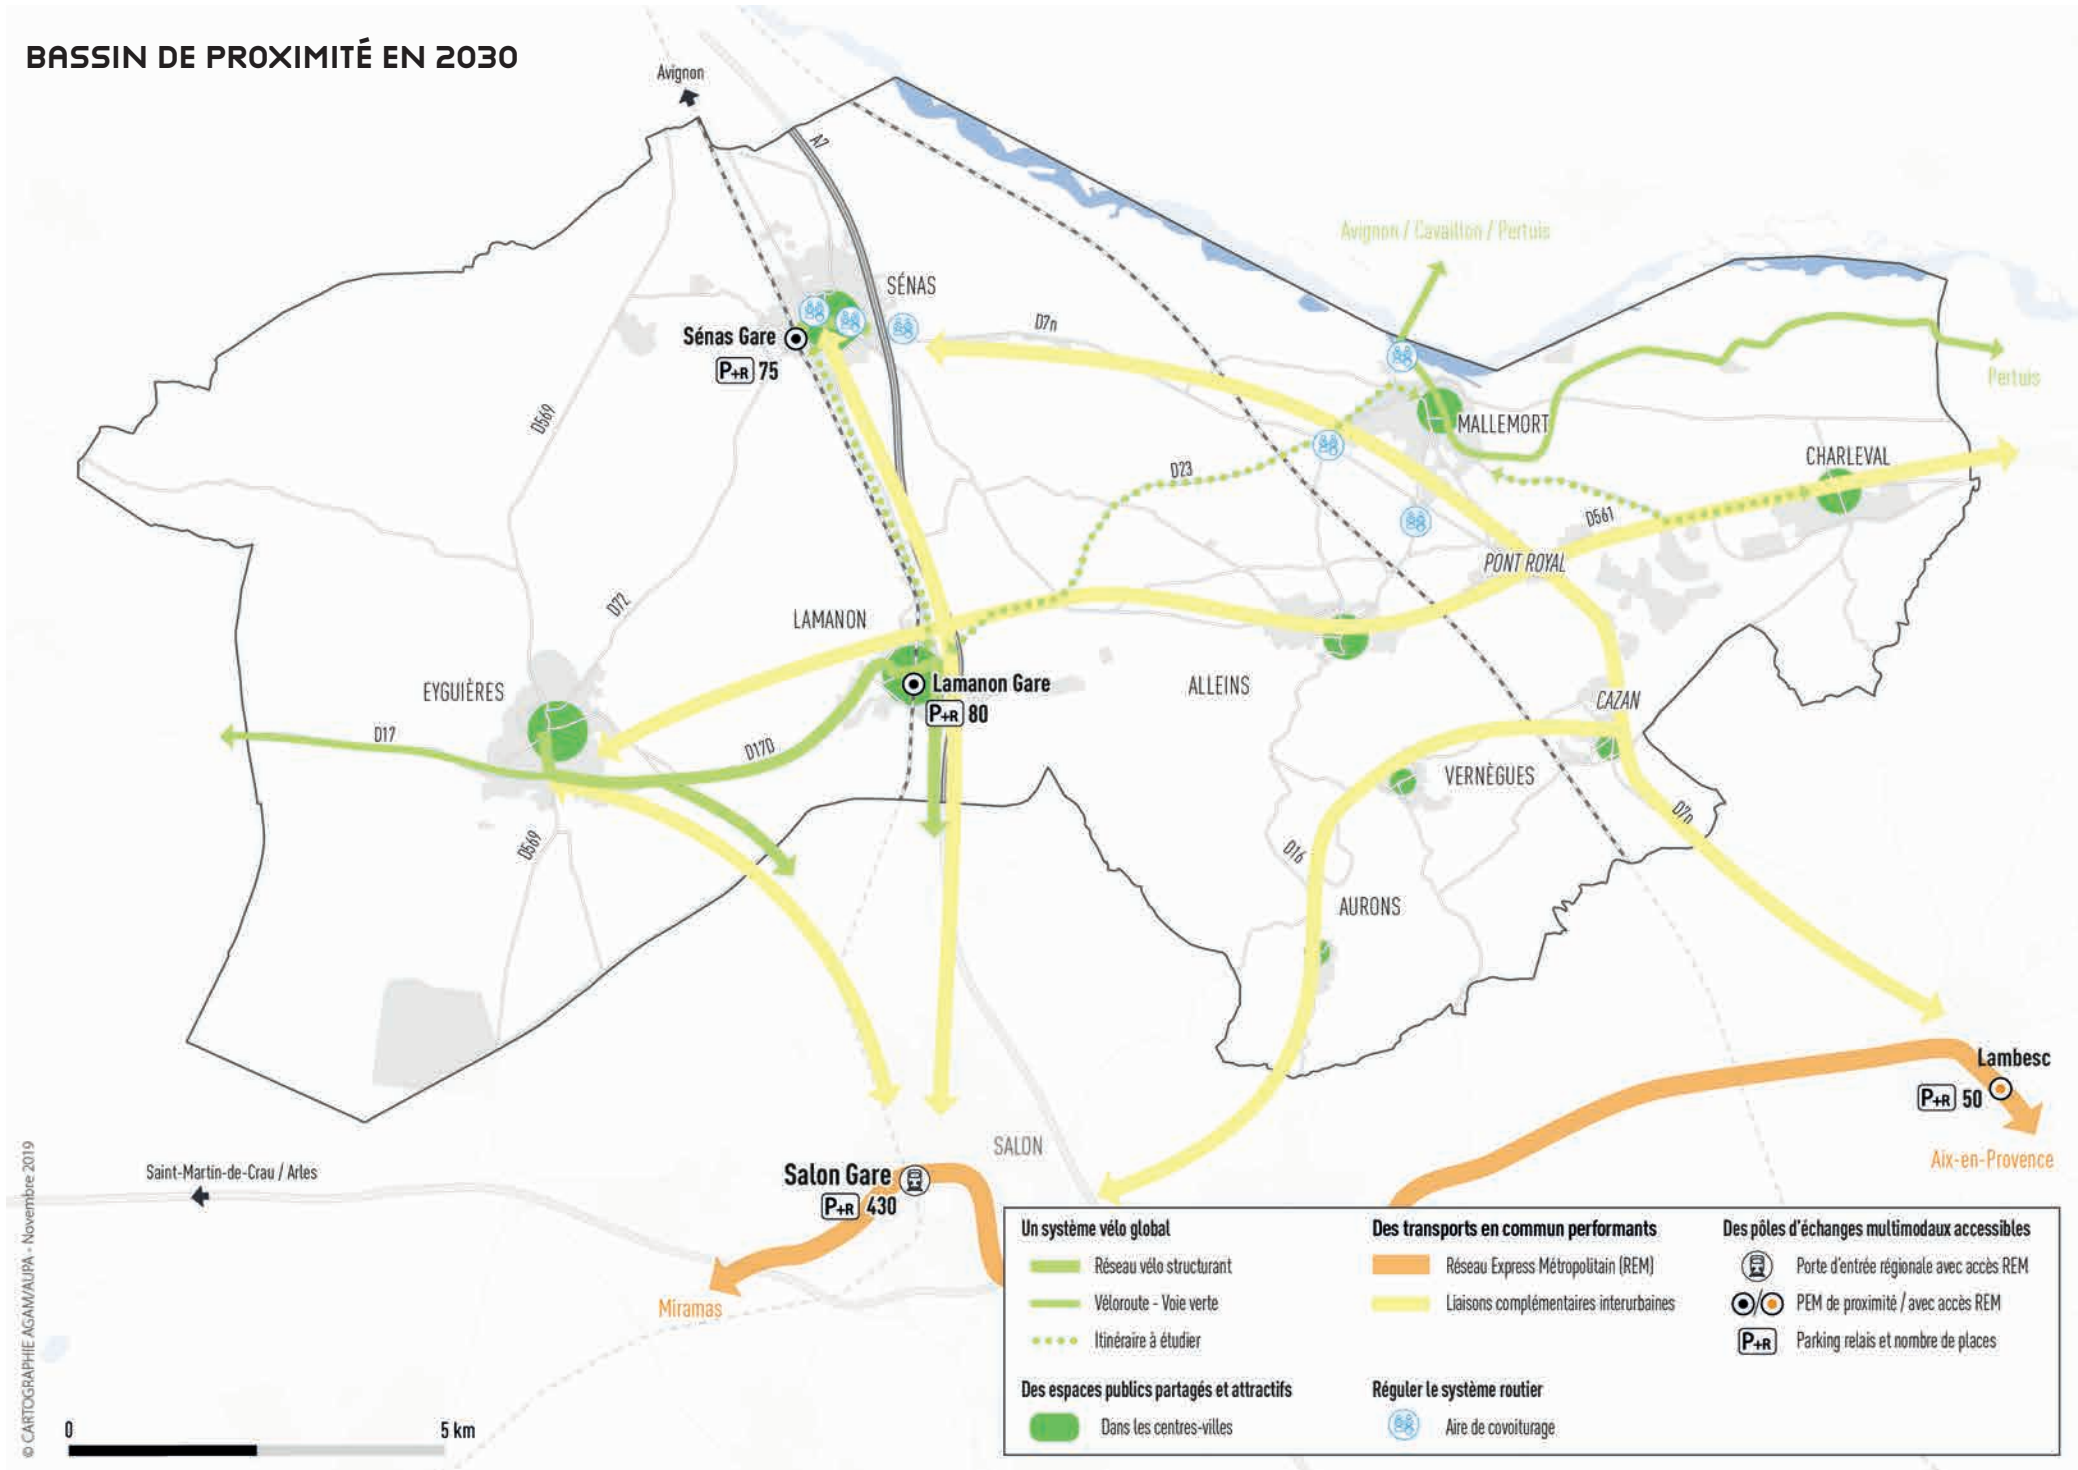 BASSIN DE PROXIMITÉ EN 2030
Avignon
A7
Avignon / Cavaillon / Pertuis
SÉNAS
D7n
Sénas Gare
P+R 75
Pertuis
D569
MALLEMORT
CHARLEVAL
D23
D561
PONT ROYAL
D72
LAMANON
EYGUIÈRES
Lamanon Gare
P+R 80
ALLEINS
CAZAN
D17
D170
VERNÈGUES
D7n
D569
D16
AURONS
Lambesc
P+R 50
SALON
Aix-en-Provence
Saint-Martin-de-Crau / Arles
Salon Gare
P+R 430
Miramas
Un système vélo global
Réseau vélo structurant
Véloroute - Voie verte
Itinéraire à étudier
Des espaces publics partagés et attractifs
Dans les centres-villes
Des transports en commun performants
Réseau Express Métropolitain (REM)
Liaisons complémentaires interurbaines
Réguler le système routier
Aire de covoiturage
Des pôles d'échanges multimodaux accessibles
Porte d'entrée régionale avec accès REM
PEM de proximité / avec accès REM
P+R Parking relais et nombre de places
0 5 km
© CARTOGRAPHIE AGAM/AUPA - Novembre 2019